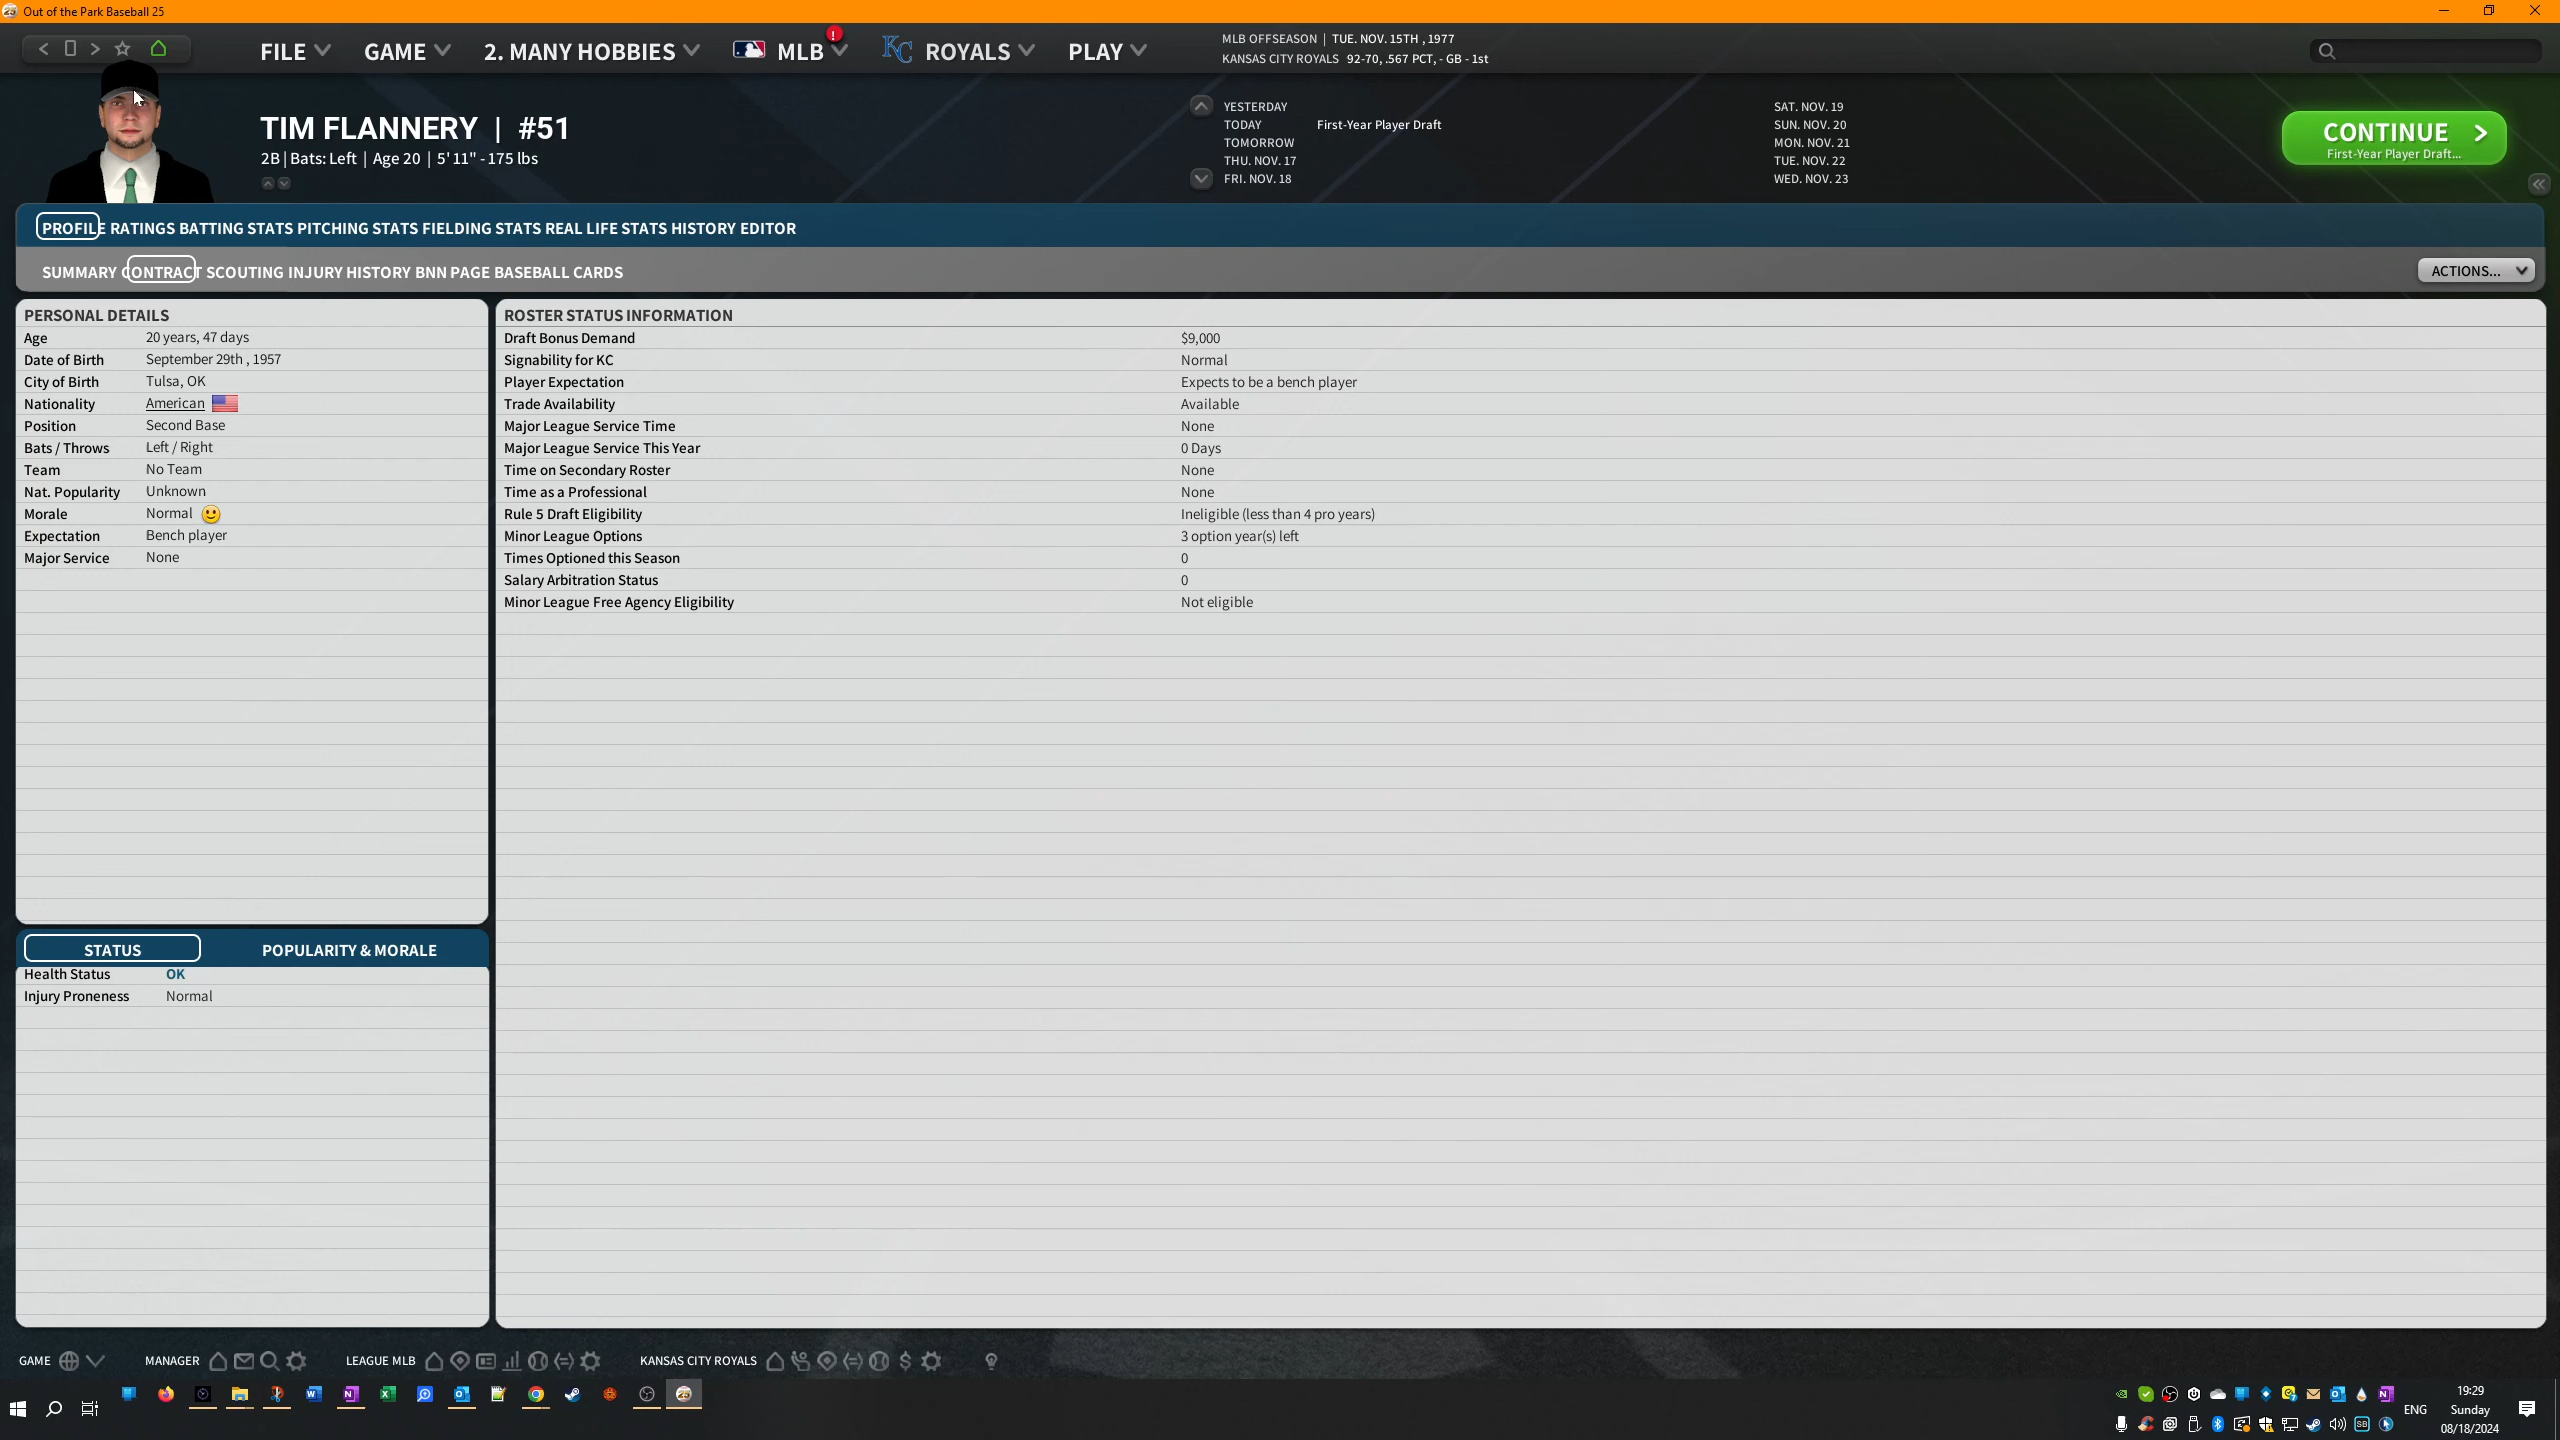 Out of the Park Baseball 25
FILE GAME 2. MANY HOBBIES MLB ! KC ROYALS PLAY
MLB OFFSEASON | TUE. NOV. 15TH , 1977
KANSAS CITY ROYALS 92-70, .567 PCT, - GB - 1st
TIM FLANNERY | #51
2B | Bats: Left | Age 20 | 5' 11" - 175 lbs
YESTERDAY
TODAY First-Year Player Draft
TOMORROW
THU. NOV. 17
FRI. NOV. 18
SAT. NOV. 19
SUN. NOV. 20
MON. NOV. 21
TUE. NOV. 22
WED. NOV. 23
CONTINUE
First-Year Player Draft...
PROFILE RATINGS BATTING STATS PITCHING STATS FIELDING STATS REAL LIFE STATS HISTORY EDITOR
SUMMARY CONTRACT SCOUTING INJURY HISTORY BNN PAGE BASEBALL CARDS
ACTIONS...
PERSONAL DETAILS
Age 20 years, 47 days
Date of Birth September 29th , 1957
City of Birth Tulsa, OK
Nationality American
Position Second Base
Bats / Throws Left / Right
Team No Team
Nat. Popularity Unknown
Morale Normal
Expectation Bench player
Major Service None
ROSTER STATUS INFORMATION
Draft Bonus Demand $9,000
Signability for KC Normal
Player Expectation Expects to be a bench player
Trade Availability Available
Major League Service Time None
Major League Service This Year 0 Days
Time on Secondary Roster None
Time as a Professional None
Rule 5 Draft Eligibility Ineligible (less than 4 pro years)
Minor League Options 3 option year(s) left
Times Optioned this Season 0
Salary Arbitration Status 0
Minor League Free Agency Eligibility Not eligible
STATUS POPULARITY & MORALE
Health Status OK
Injury Proneness Normal
GAME MANAGER LEAGUE MLB KANSAS CITY ROYALS
ENG
19:29
Sunday
08/18/2024